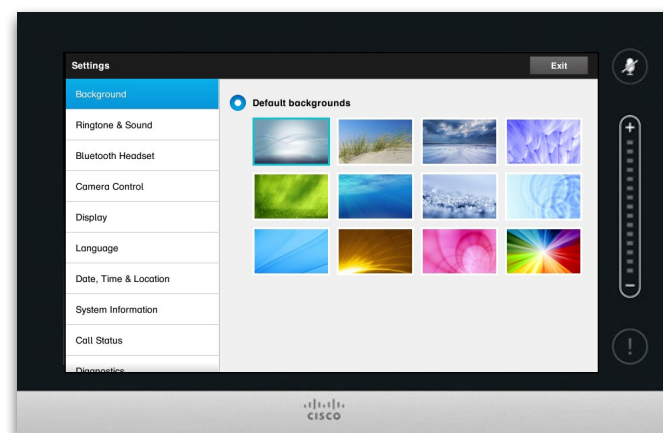 Settings
Exit
Background
Default backgrounds
Ringtone & Sound
Bluetooth Headset
Camera Control
Display
Language
Date, Time & Location
System Information
Call Status
Diagnostics
CISCO